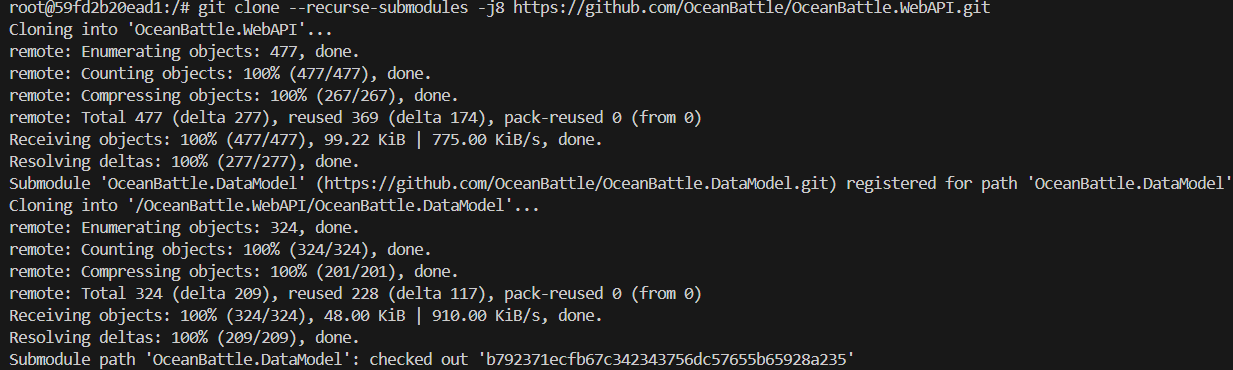 root@59fd2b20ead1:/# git clone --recurse-submodules -j8 https://github.com/OceanBattle/OceanBattle.WebAPI.git
Cloning into 'OceanBattle.WebAPI'...
remote: Enumerating objects: 477, done.
remote: Counting objects: 100% (477/477), done.
remote: Compressing objects: 100% (267/267), done.
remote: Total 477 (delta 277), reused 369 (delta 174), pack-reused 0 (from 0)
Receiving objects: 100% (477/477), 99.22 KiB | 775.00 KiB/s, done.
Resolving deltas: 100% (277/277), done.
Submodule 'OceanBattle.DataModel' (https://github.com/OceanBattle/OceanBattle.DataModel.git) registered for path 'OceanBattle.DataModel'
Cloning into '/OceanBattle.WebAPI/OceanBattle.DataModel'...
remote: Enumerating objects: 324, done.
remote: Counting objects: 100% (324/324), done.
remote: Compressing objects: 100% (201/201), done.
remote: Total 324 (delta 209), reused 228 (delta 117), pack-reused 0 (from 0)
Receiving objects: 100% (324/324), 48.00 KiB | 910.00 KiB/s, done.
Resolving deltas: 100% (209/209), done.
Submodule path 'OceanBattle.DataModel': checked out 'b792371ecfb67c342343756dc57655b65928a235'